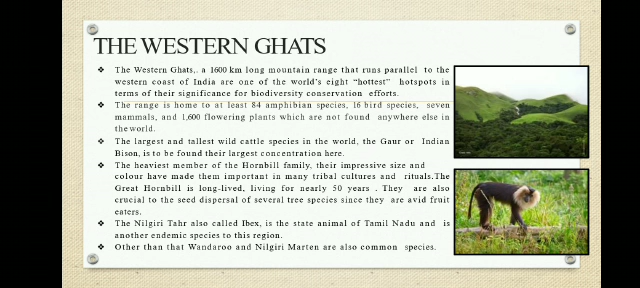 THE WESTERN GHATS
❖ The Western Ghats,. a 1600 km long mountain range that runs parallel to the
western coast of India are one of the world's eight "hottest" hotspots in
terms of their significance for biodiversity conservation efforts.
❖ The range is home to at least 84 amphibian species, 16 bird species, seven
mammals, and 1,600 flowering plants which are not found anywhere else in
the world.
❖ The largest and tallest wild cattle species in the world, the Gaur or Indian
Bison, is to be found their largest concentration here.
❖ The heaviest member of the Hornbill family, their impressive size and
colour have made them important in many tribal cultures and rituals.The
Great Hornbill is long-lived, living for nearly 50 years . They are also
crucial to the seed dispersal of several tree species since they are avid fruit
eaters.
❖ The Nilgiri Tahr also called Ibex, is the state animal of Tamil Nadu and is
another endemic species to this region.
❖ Other than that Wandaroo and Nilgiri Marten are also common species.